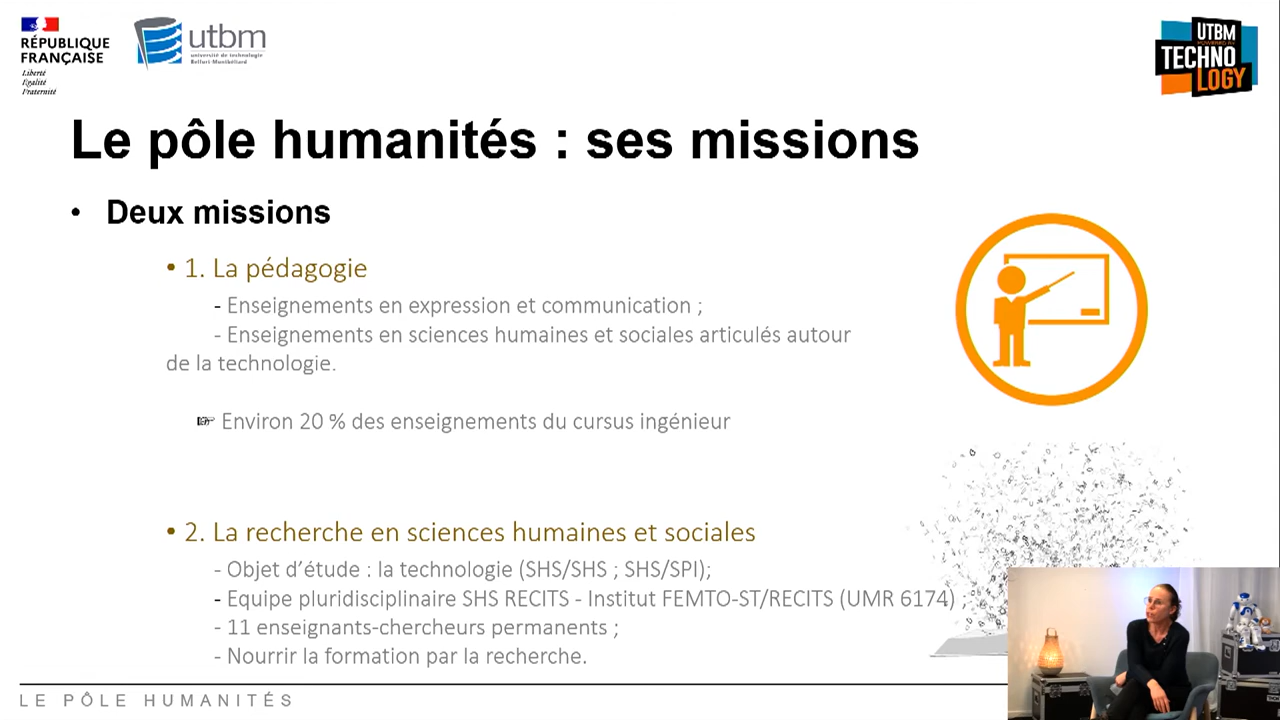 RÉPUBLIQUE
FRANÇAISE
Liberté
Égalité
Fraternité
utbm
université de technologie
Belfort-Montbéliard
UTBM
TECHNO
LOGY
Le pôle humanités : ses missions
• Deux missions
• 1. La pédagogie
- Enseignements en expression et communication ;
- Enseignements en sciences humaines et sociales articulés autour
de la technologie.
☞ Environ 20 % des enseignements du cursus ingénieur
• 2. La recherche en sciences humaines et sociales
- Objet d’étude : la technologie (SHS/SHS ; SHS/SPI);
- Equipe pluridisciplinaire SHS RECITS - Institut FEMTO-ST/RECITS (UMR 6174) ;
- 11 enseignants-chercheurs permanents ;
- Nourrir la formation par la recherche.
LE PÔLE HUMANITÉS